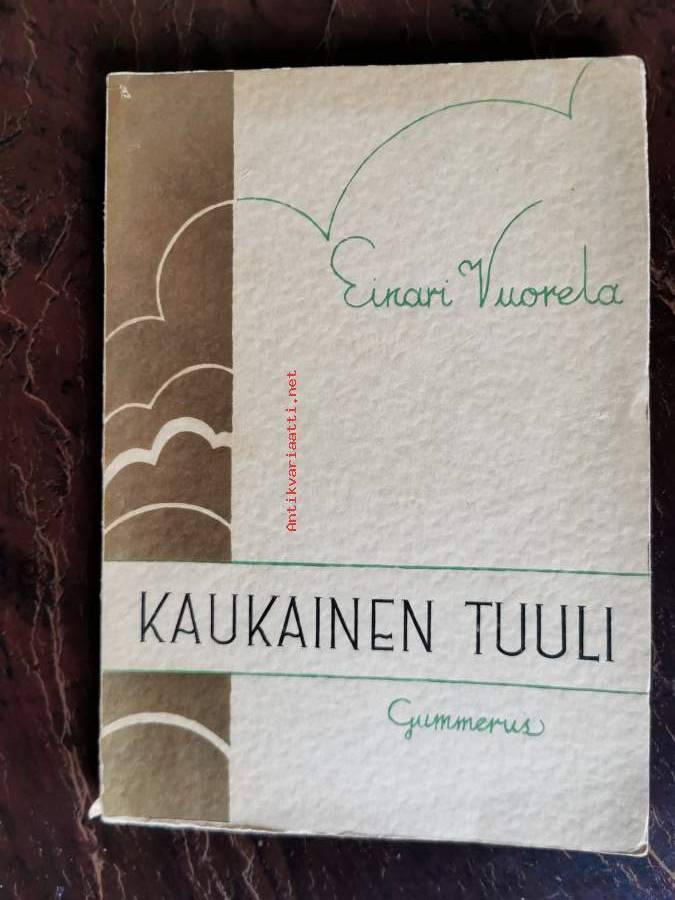 Einari Vuorela
Antikvariaatti.net
KAUKAINEN TUULI
Gummerus